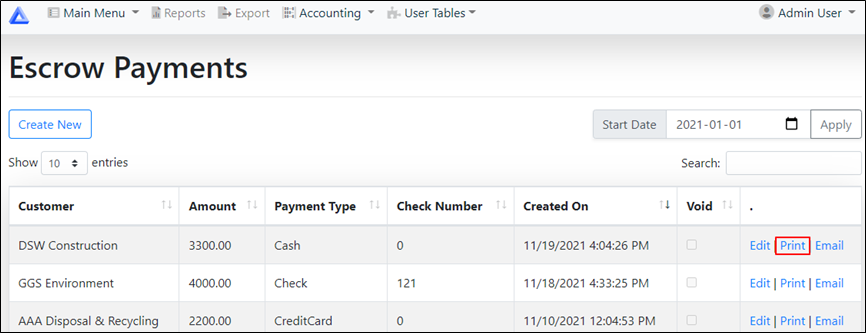 Main Menu Reports Export Accounting User Tables Admin User
Escrow Payments
Create New Start Date 2021-01-01 Apply
Show 10 entries Search:
Customer Amount Payment Type Check Number Created On Void .
DSW Construction 3300.00 Cash 0 11/19/2021 4:04:26 PM Edit | Print | Email
GGS Environment 4000.00 Check 121 11/18/2021 4:33:25 PM Edit | Print | Email
AAA Disposal & Recycling 2200.00 CreditCard 0 11/10/2021 12:04:53 PM Edit | Print | Email